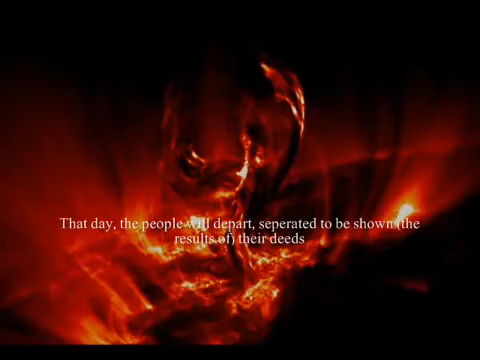 That day, the people will depart, seperated to be shown (the
results of) their deeds